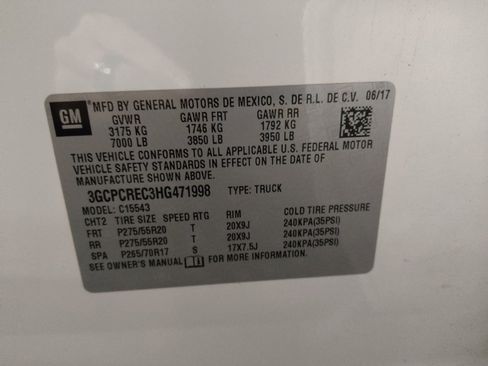 GM
MFD BY GENERAL MOTORS DE MEXICO, S. DE R.L. DE C.V. 06/17
GVWR GAWR FRT GAWR RR
3175 KG 1746 KG 1792 KG
7000 LB 3850 LB 3950 LB
THIS VEHICLE CONFORMS TO ALL APPLICABLE U.S. FEDERAL MOTOR
VEHICLE SAFETY STANDARDS IN EFFECT ON THE DATE OF
MANUFACTURE SHOWN ABOVE.
3GCPCREC3HG471998 TYPE: TRUCK
MODEL: C15543
CHT2 TIRE SIZE SPEED RTG RIM COLD TIRE PRESSURE
FRT P275/55R20 T 20X9J 240KPA(35PSI)
RR P275/55R20 T 20X9J 240KPA(35PSI)
SPA P265/70R17 S 17X7.5J 240KPA(35PSI)
SEE OWNER'S MANUAL FOR MORE INFORMATION.